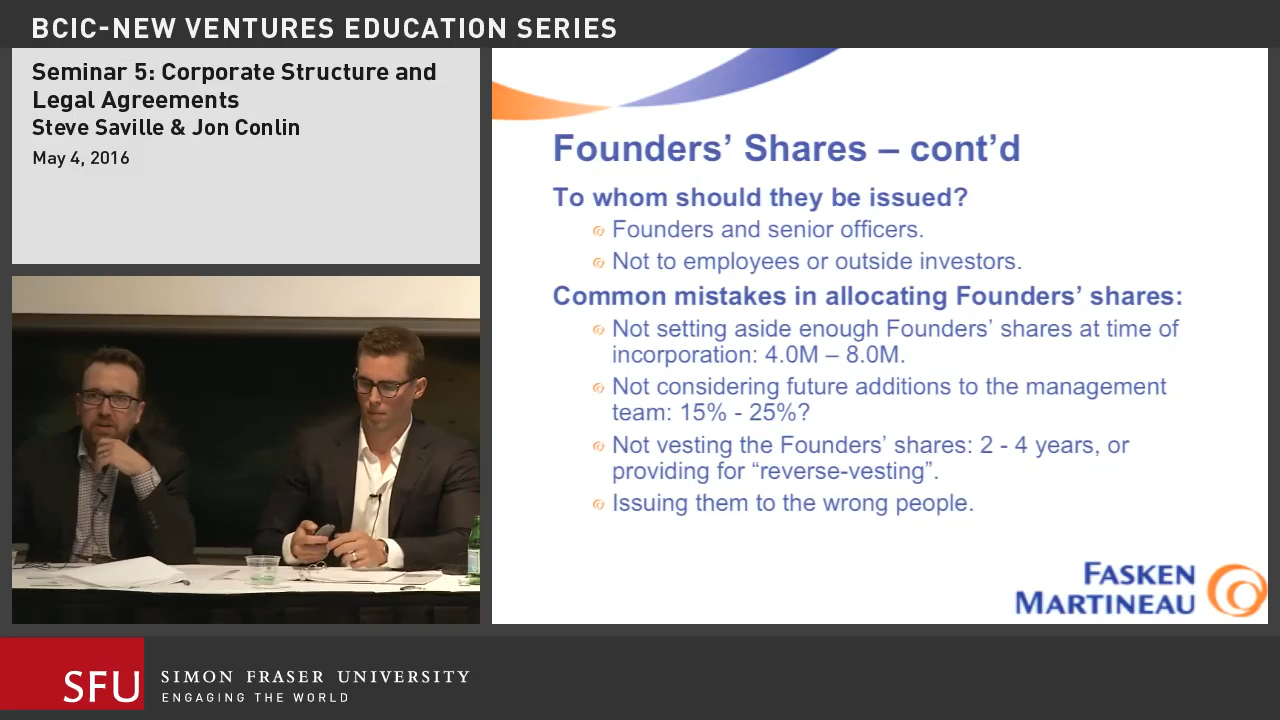 BCIC-NEW VENTURES EDUCATION SERIES
Seminar 5: Corporate Structure and
Legal Agreements
Steve Saville & Jon Conlin
May 4, 2016
Founders’ Shares – cont’d
To whom should they be issued?
Founders and senior officers.
Not to employees or outside investors.
Common mistakes in allocating Founders’ shares:
Not setting aside enough Founders’ shares at time of
incorporation: 4.0M – 8.0M.
Not considering future additions to the management
team: 15% - 25%?
Not vesting the Founders’ shares: 2 - 4 years, or
providing for “reverse-vesting”.
Issuing them to the wrong people.
FASKEN
MARTINEAU
SFU
SIMON FRASER UNIVERSITY
ENGAGING THE WORLD